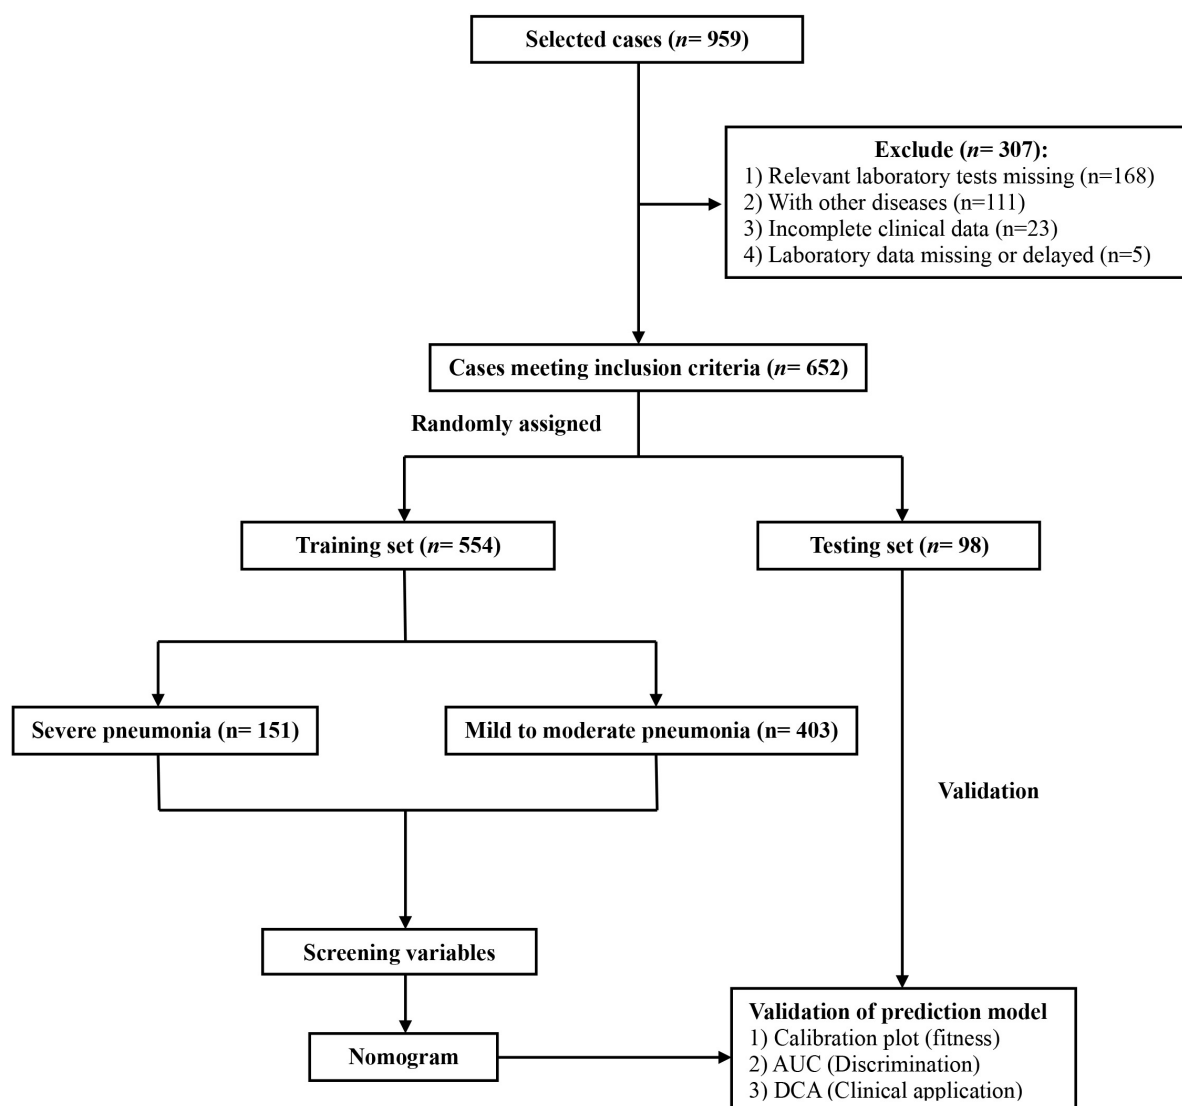 Selected cases (n= 959)
Exclude (n= 307):
1) Relevant laboratory tests missing (n=168)
2) With other diseases (n=111)
3) Incomplete clinical data (n=23)
4) Laboratory data missing or delayed (n=5)
Cases meeting inclusion criteria (n= 652)
Randomly assigned
Training set (n= 554)
Testing set (n= 98)
Severe pneumonia (n= 151)
Mild to moderate pneumonia (n= 403)
Validation
Screening variables
Nomogram
Validation of prediction model
1) Calibration plot (fitness)
2) AUC (Discrimination)
3) DCA (Clinical application)